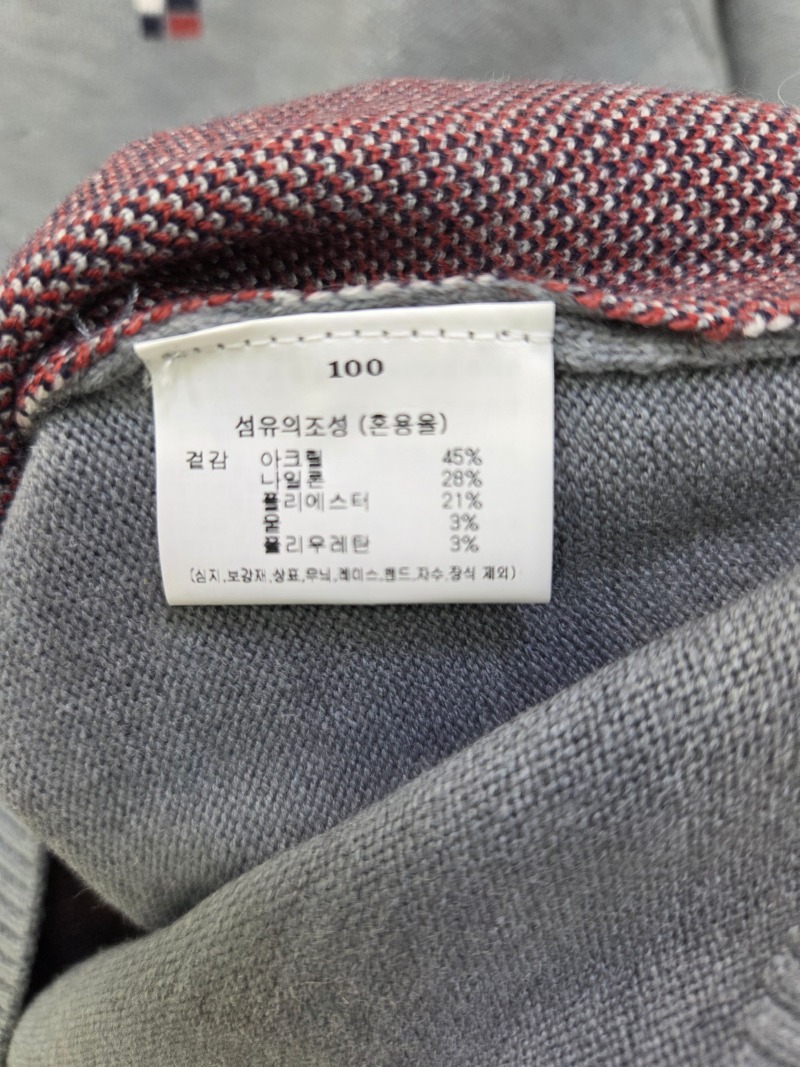 100
섬유의조성 (혼용율)
겉감 아크릴 45%
나일론 28%
폴리에스터 21%
울 3%
폴리우레탄 3%
(심지,보강재,상표,무늬,레이스,밴드,자수,장식 제외)